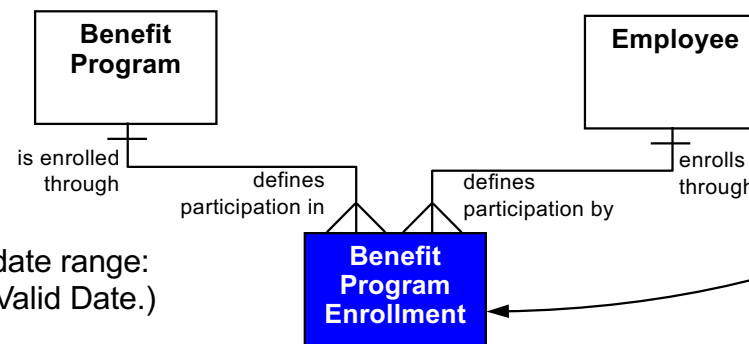 Benefit
Program
Employee
is enrolled
through
defines
participation in
defines
participation by
enrolls
through
date range:
Valid Date.)
Benefit
Program
Enrollment